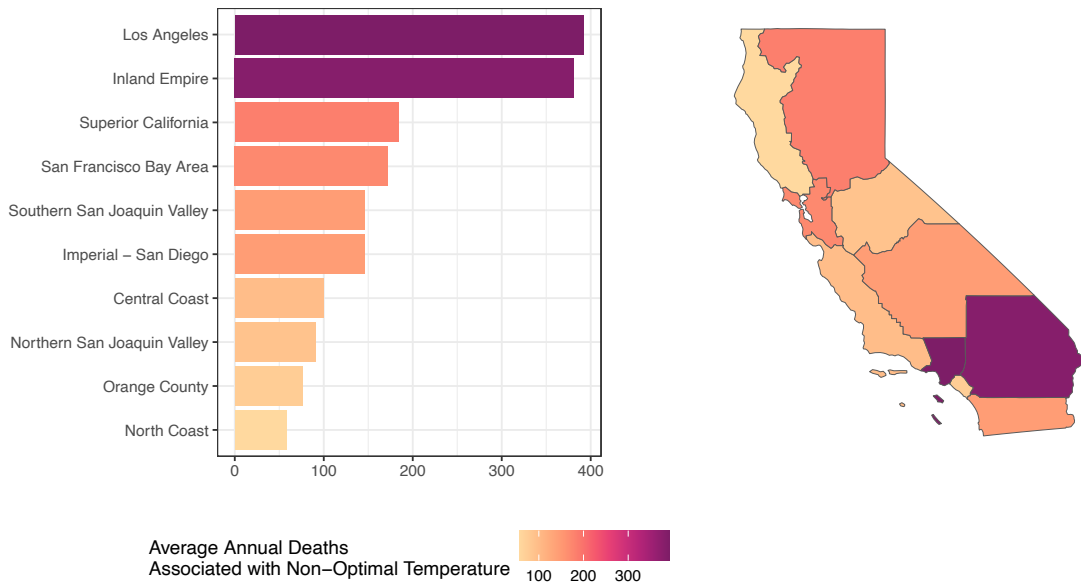 Los Angeles
Inland Empire
Superior California
San Francisco Bay Area
Southern San Joaquin Valley
Imperial − San Diego
Central Coast
Northern San Joaquin Valley
Orange County
North Coast
0 100 200 300 400
Average Annual Deaths
Associated with Non−Optimal Temperature
100 200 300